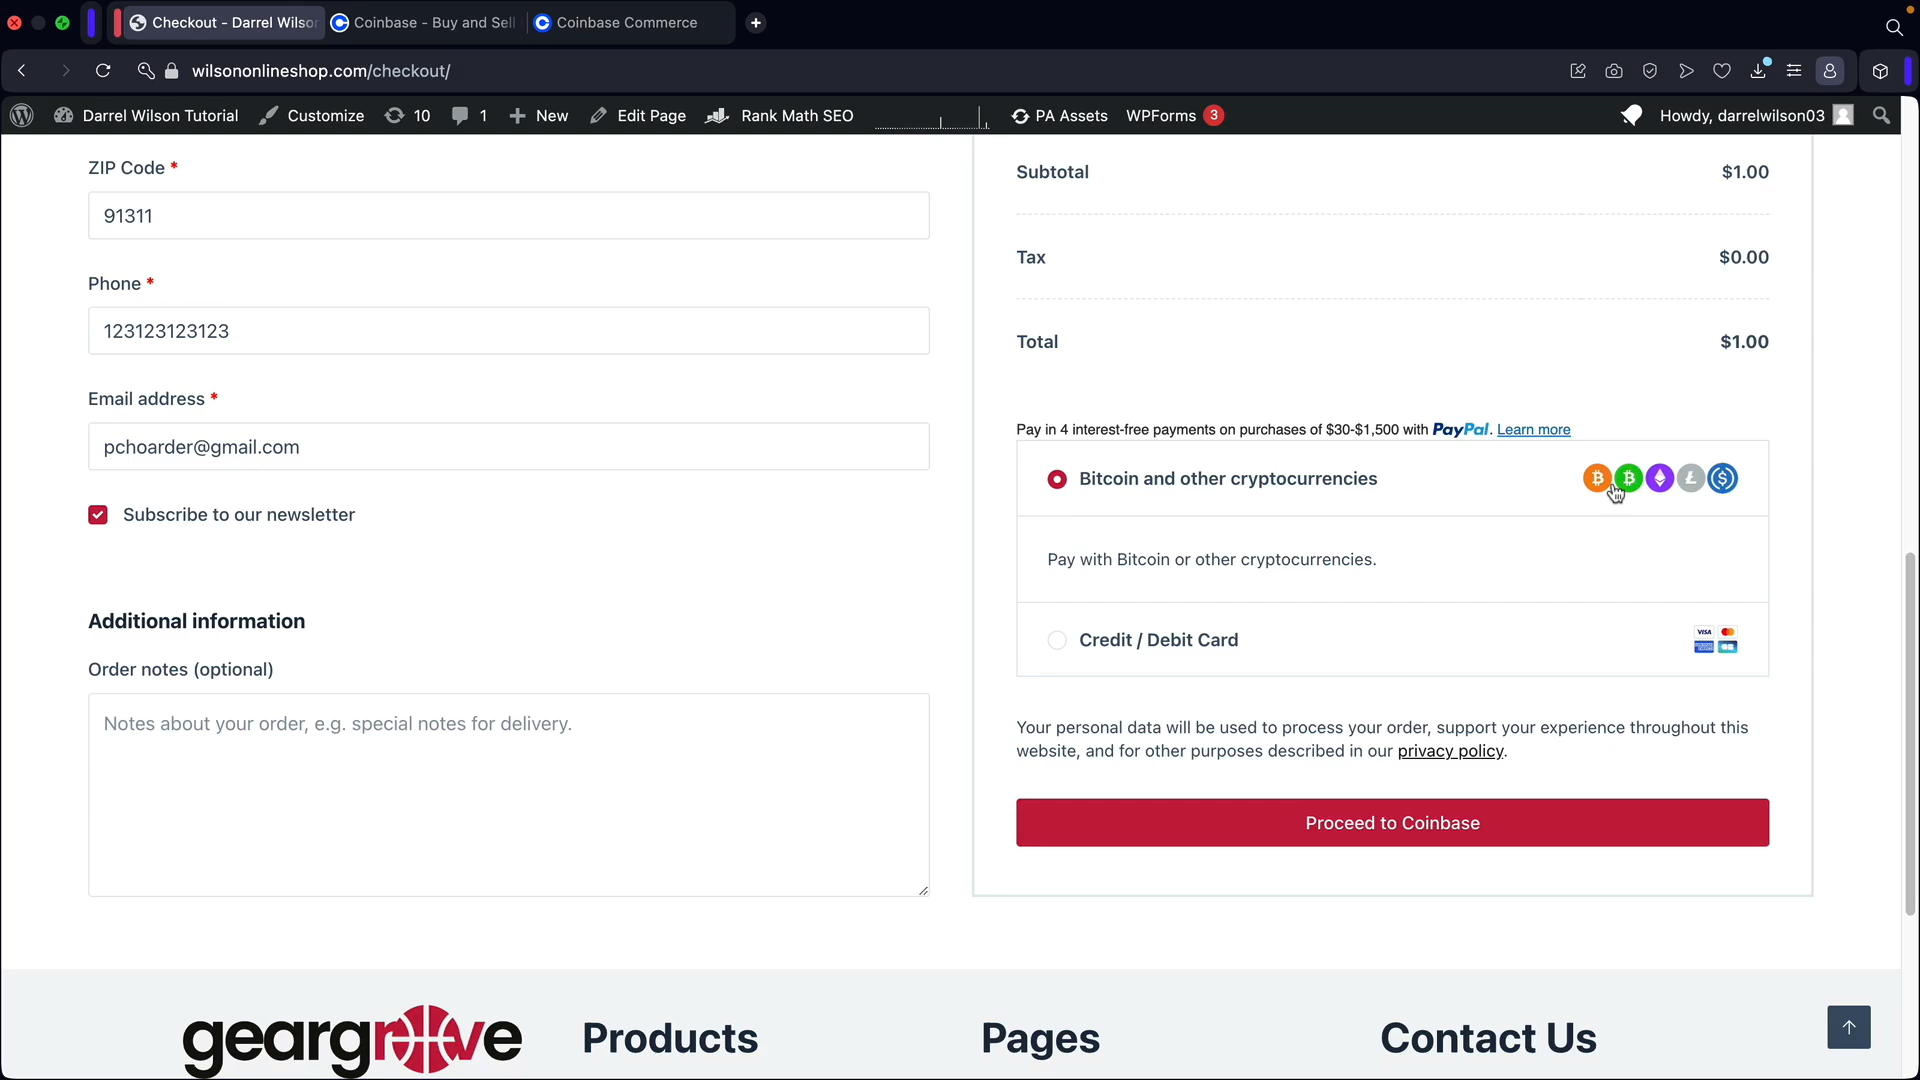 Checkout - Darrel Wilso
Coinbase - Buy and Sell
Coinbase Commerce
wilsononlineshop.com/checkout/
Darrel Wilson Tutorial
Customize
10
1
New
Edit Page
Rank Math SEO
PA Assets
WPForms 3
Howdy, darrelwilson03
ZIP Code *
91311
Phone *
123123123123
Email address *
pchoarder@gmail.com
Subscribe to our newsletter
Additional information
Order notes (optional)
Notes about your order, e.g. special notes for delivery.
Subtotal $1.00
Tax $0.00
Total $1.00
Pay in 4 interest-free payments on purchases of $30-$1,500 with PayPal. Learn more
Bitcoin and other cryptocurrencies
Pay with Bitcoin or other cryptocurrencies.
Credit / Debit Card
VISA
Your personal data will be used to process your order, support your experience throughout this
website, and for other purposes described in our privacy policy.
Proceed to Coinbase
geargroove
Products
Pages
Contact Us